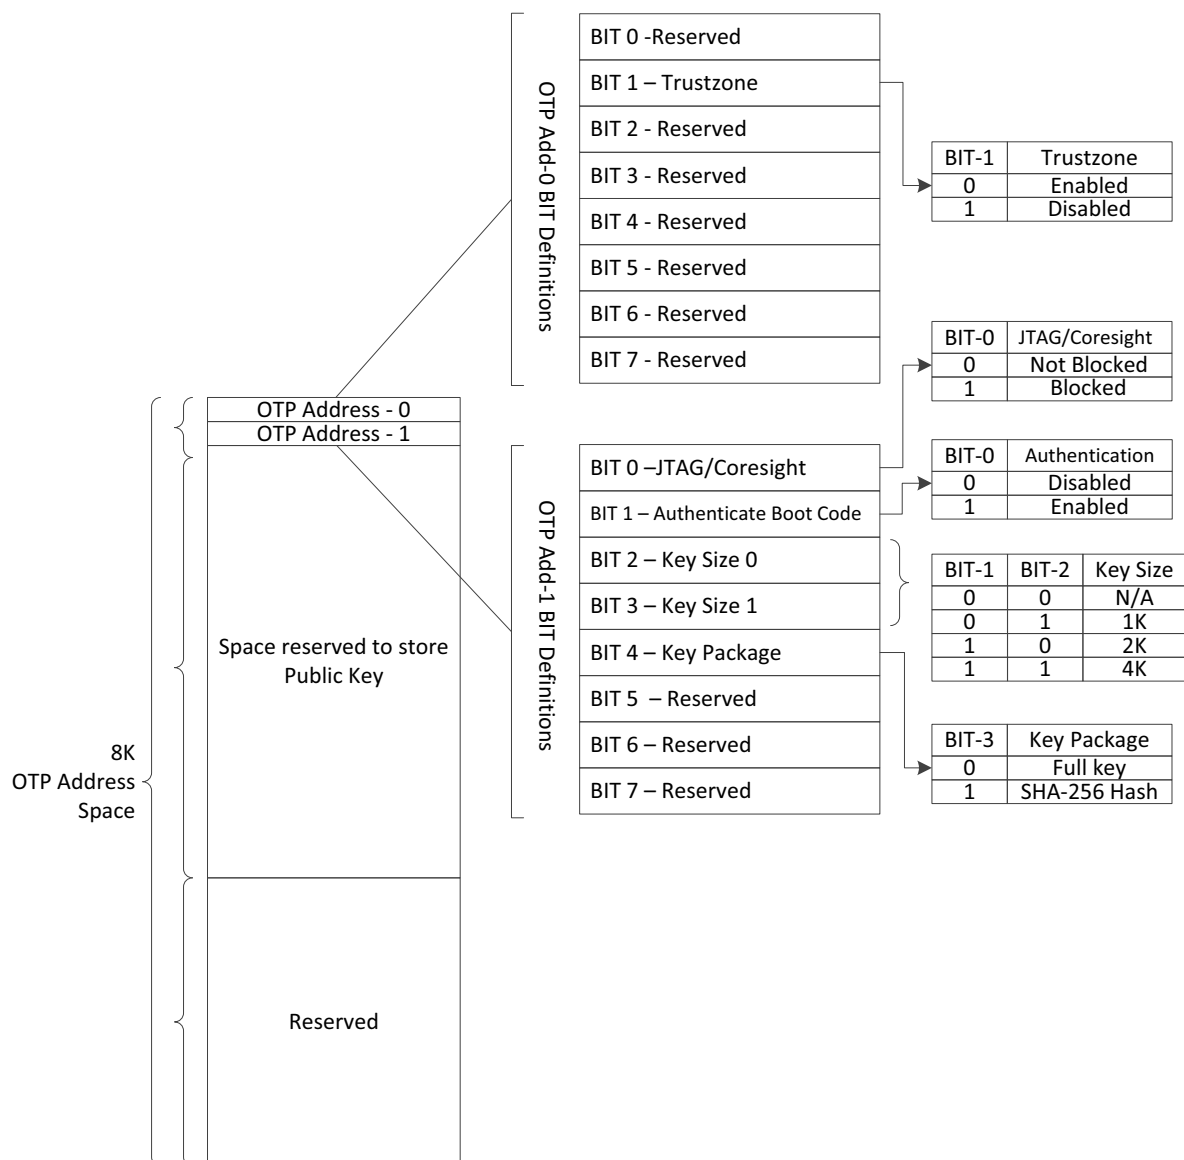 BIT 0 -Reserved
BIT 1 – Trustzone
BIT 2 - Reserved
BIT 3 - Reserved
BIT 4 - Reserved
BIT 5 - Reserved
BIT 6 - Reserved
BIT 7 - Reserved
OTP Add-0 BIT Definitions
BIT-1 Trustzone
0 Enabled
1 Disabled
BIT-0 JTAG/Coresight
0 Not Blocked
1 Blocked
OTP Address - 0
OTP Address - 1
BIT 0 –JTAG/Coresight
BIT 1 – Authenticate Boot Code
BIT 2 – Key Size 0
BIT 3 – Key Size 1
BIT 4 – Key Package
BIT 5 – Reserved
BIT 6 – Reserved
BIT 7 – Reserved
OTP Add-1 BIT Definitions
BIT-0 Authentication
0 Disabled
1 Enabled
BIT-1 BIT-2 Key Size
0 0 N/A
0 1 1K
1 0 2K
1 1 4K
BIT-3 Key Package
0 Full key
1 SHA-256 Hash
Space reserved to store
Public Key
8K
OTP Address
Space
Reserved